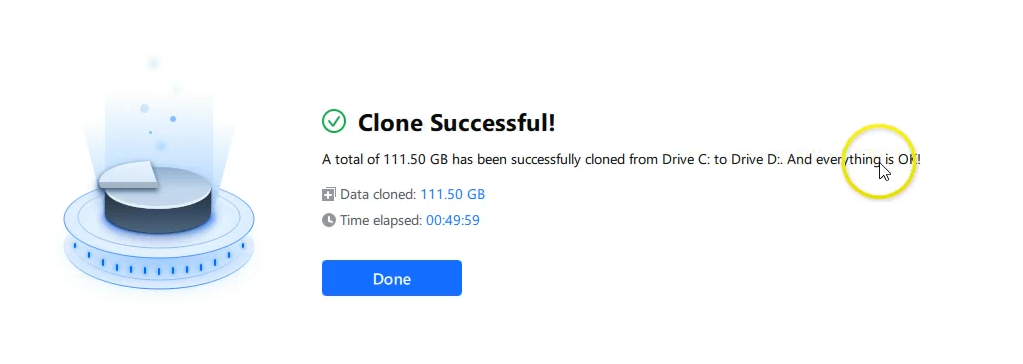 Clone Successful!
A total of 111.50 GB has been successfully cloned from Drive C: to Drive D:. And everything is OK!
Data cloned: 111.50 GB
Time elapsed: 00:49:59
Done